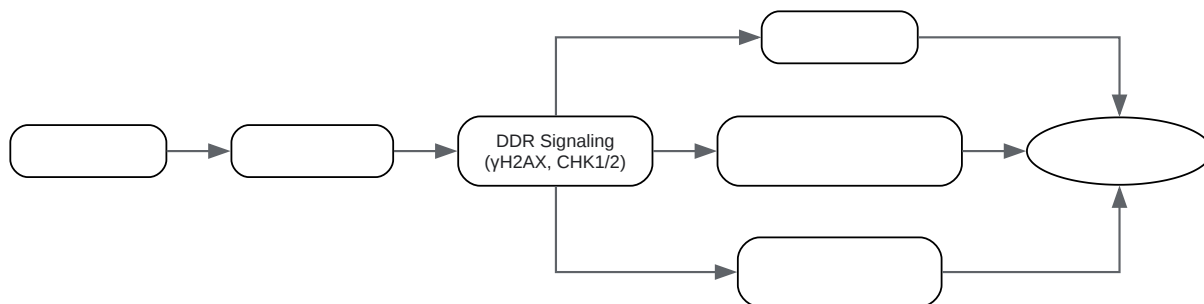 DDR Signaling
(γH2AX, CHK1/2)